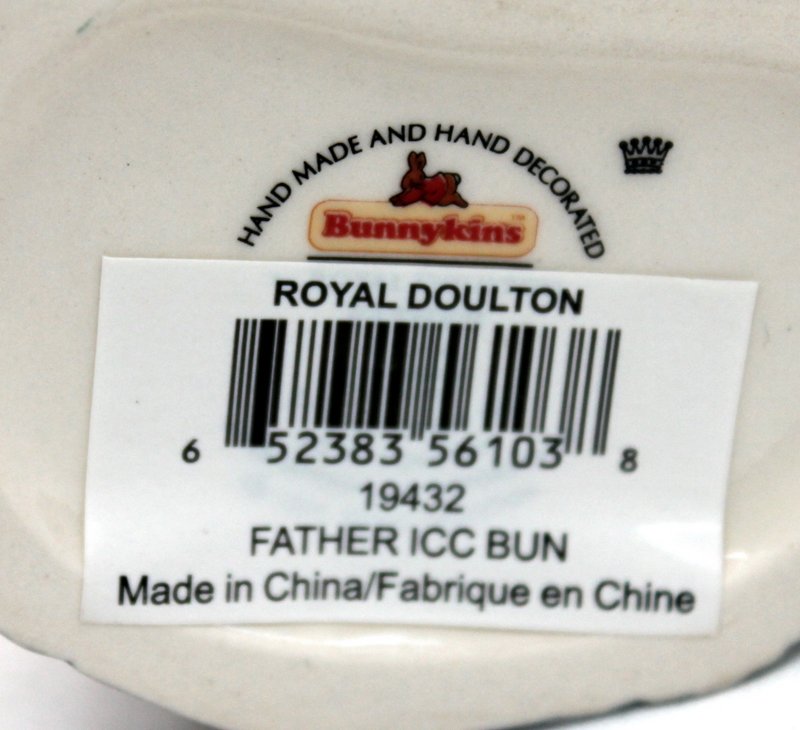 HAND MADE AND HAND DECORATED
Bunnykins™
ROYAL DOULTON
6 52383 56103 8
19432
FATHER ICC BUN
Made in China/Fabrique en Chine